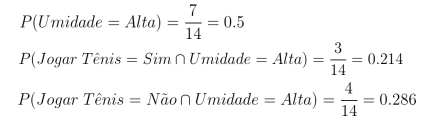 P(Umidade = Alta) = 7/14 = 0.5
P(Jogar Tênis = Sim ∩ Umidade = Alta) = 3/14 = 0.214
P(Jogar Tênis = Não ∩ Umidade = Alta) = 4/14 = 0.286